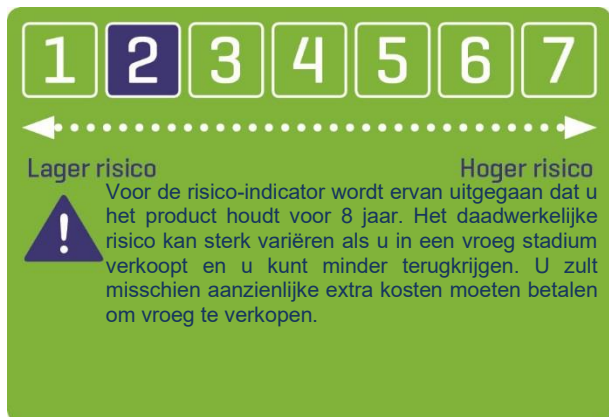 1 2 3 4 5 6 7
Lager risico Hoger risico
Voor de risico-indicator wordt ervan uitgegaan dat u
het product houdt voor 8 jaar. Het daadwerkelijke
risico kan sterk variëren als u in een vroeg stadium
verkoopt en u kunt minder terugkrijgen. U zult
misschien aanzienlijke extra kosten moeten betalen
om vroeg te verkopen.